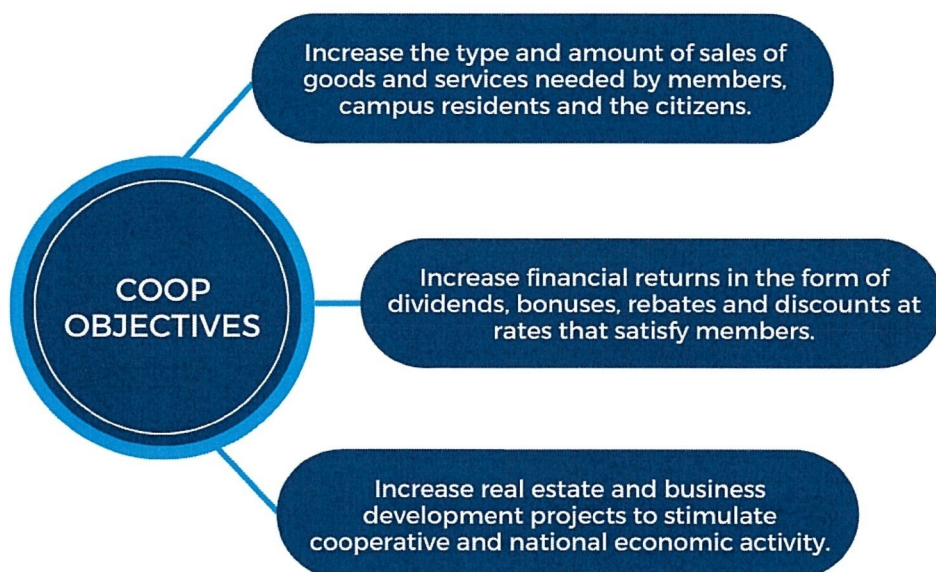 Increase the type and amount of sales of
goods and services needed by members,
campus residents and the citizens.
COOP
OBJECTIVES
Increase financial returns in the form of
dividends, bonuses, rebates and discounts at
rates that satisfy members.
Increase real estate and business
development projects to stimulate
cooperative and national economic activity.